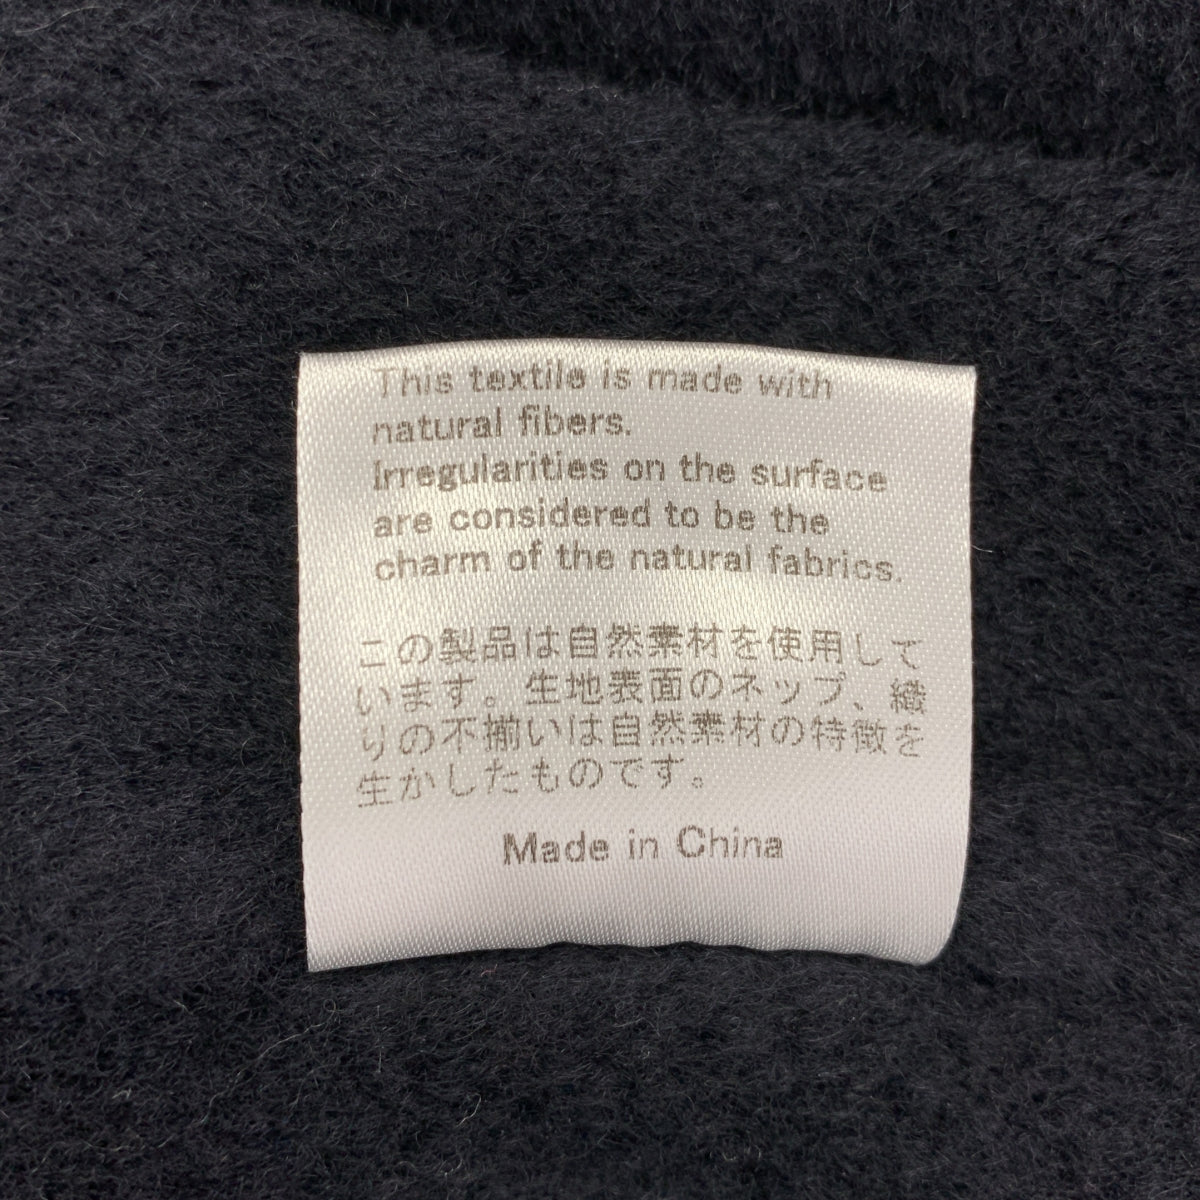 This textile is made with
natural fibers.
Irregularities on the surface
are considered to be the
charm of the natural fabrics.
この製品は自然素材を使用して
います。生地表面のネップ、織
りの不揃いは自然素材の特徴を
生かしたものです。
Made in China